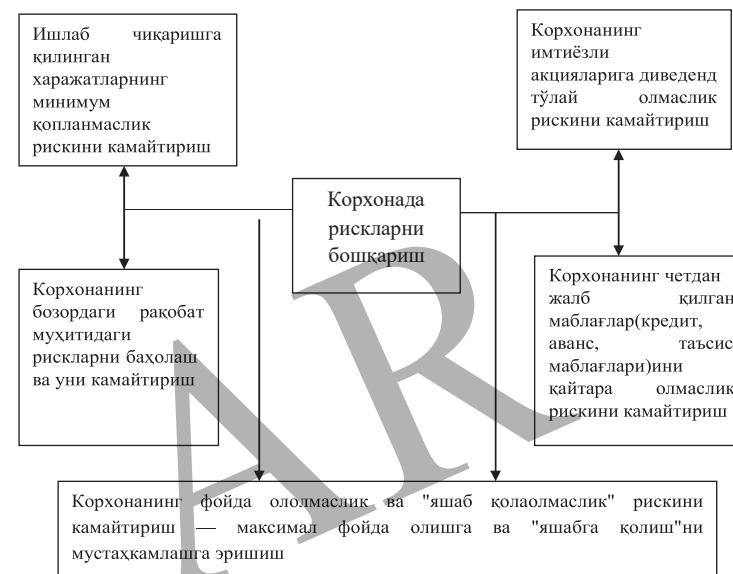 Ишлаб чиқаришга
қилинган
харажатларнинг
минимум
қопланмаслик
рискини камайтириш
Корхонанинг
имтиёзли
акцияларига диведенд
тўлай олмаслик
рискини камайтириш
Корхонада
рискларни
бошқариш
Корхонанинг
бозордаги рақобат
муҳитидаги
рискларни баҳолаш
ва уни камайтириш
Корхонанинг четдан
жалб қилган
маблағлар(кредит,
аванс, таъсис
маблағлари)ини
қайтара олмаслик
рискини камайтириш
Корхонанинг фойда ололмаслик ва "яшаб қолаолмаслик" рискини
камайтириш — максимал фойда олишга ва "яшабга қолиш"ни
мустаҳкамлашга эришиш
AR